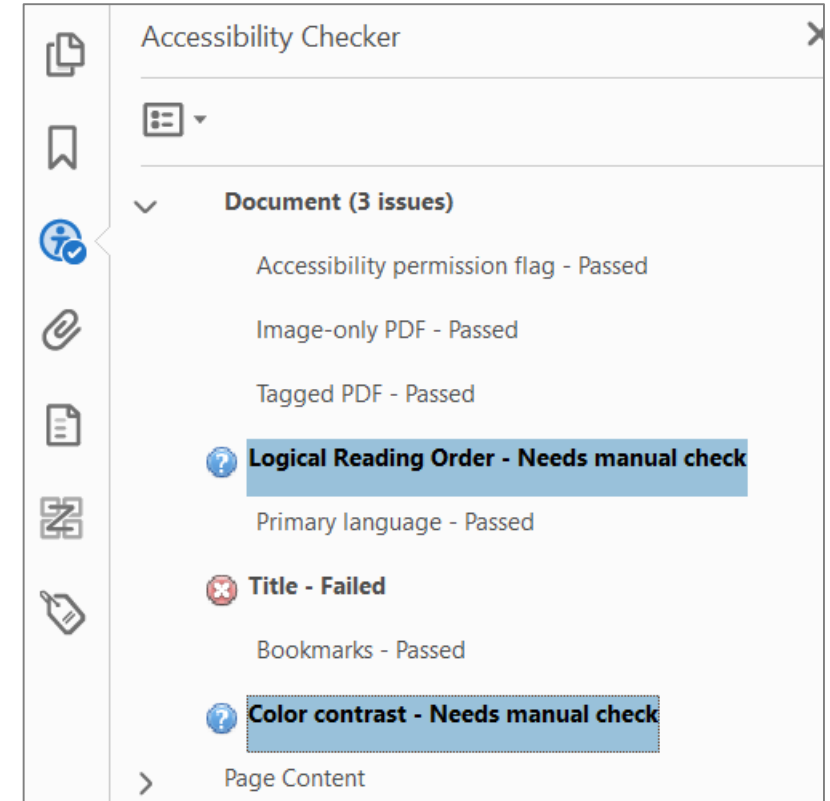 Accessibility Checker
Document (3 issues)
Accessibility permission flag - Passed
Image-only PDF - Passed
Tagged PDF - Passed
Logical Reading Order - Needs manual check
Primary language - Passed
Title - Failed
Bookmarks - Passed
Color contrast - Needs manual check
Page Content